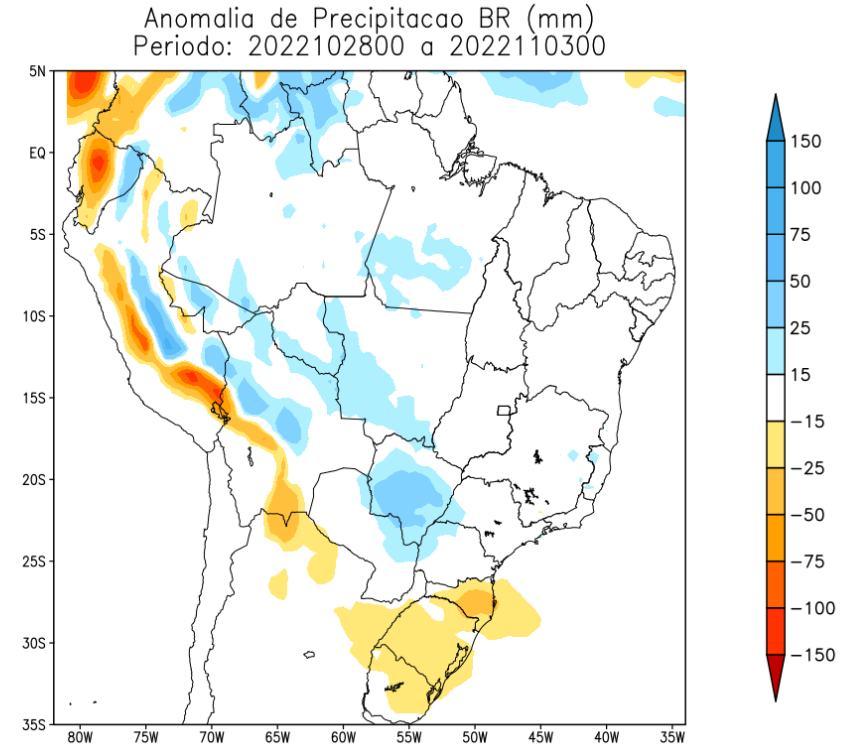 Anomalia de Precipitacao BR (mm)
Periodo: 2022102800 a 2022110300
5N
EQ
5S
10S
15S
20S
25S
30S
35S
80W 75W 70W 65W 60W 55W 50W 45W 40W 35W
150
100
75
50
25
15
−15
−25
−50
−75
−100
−150